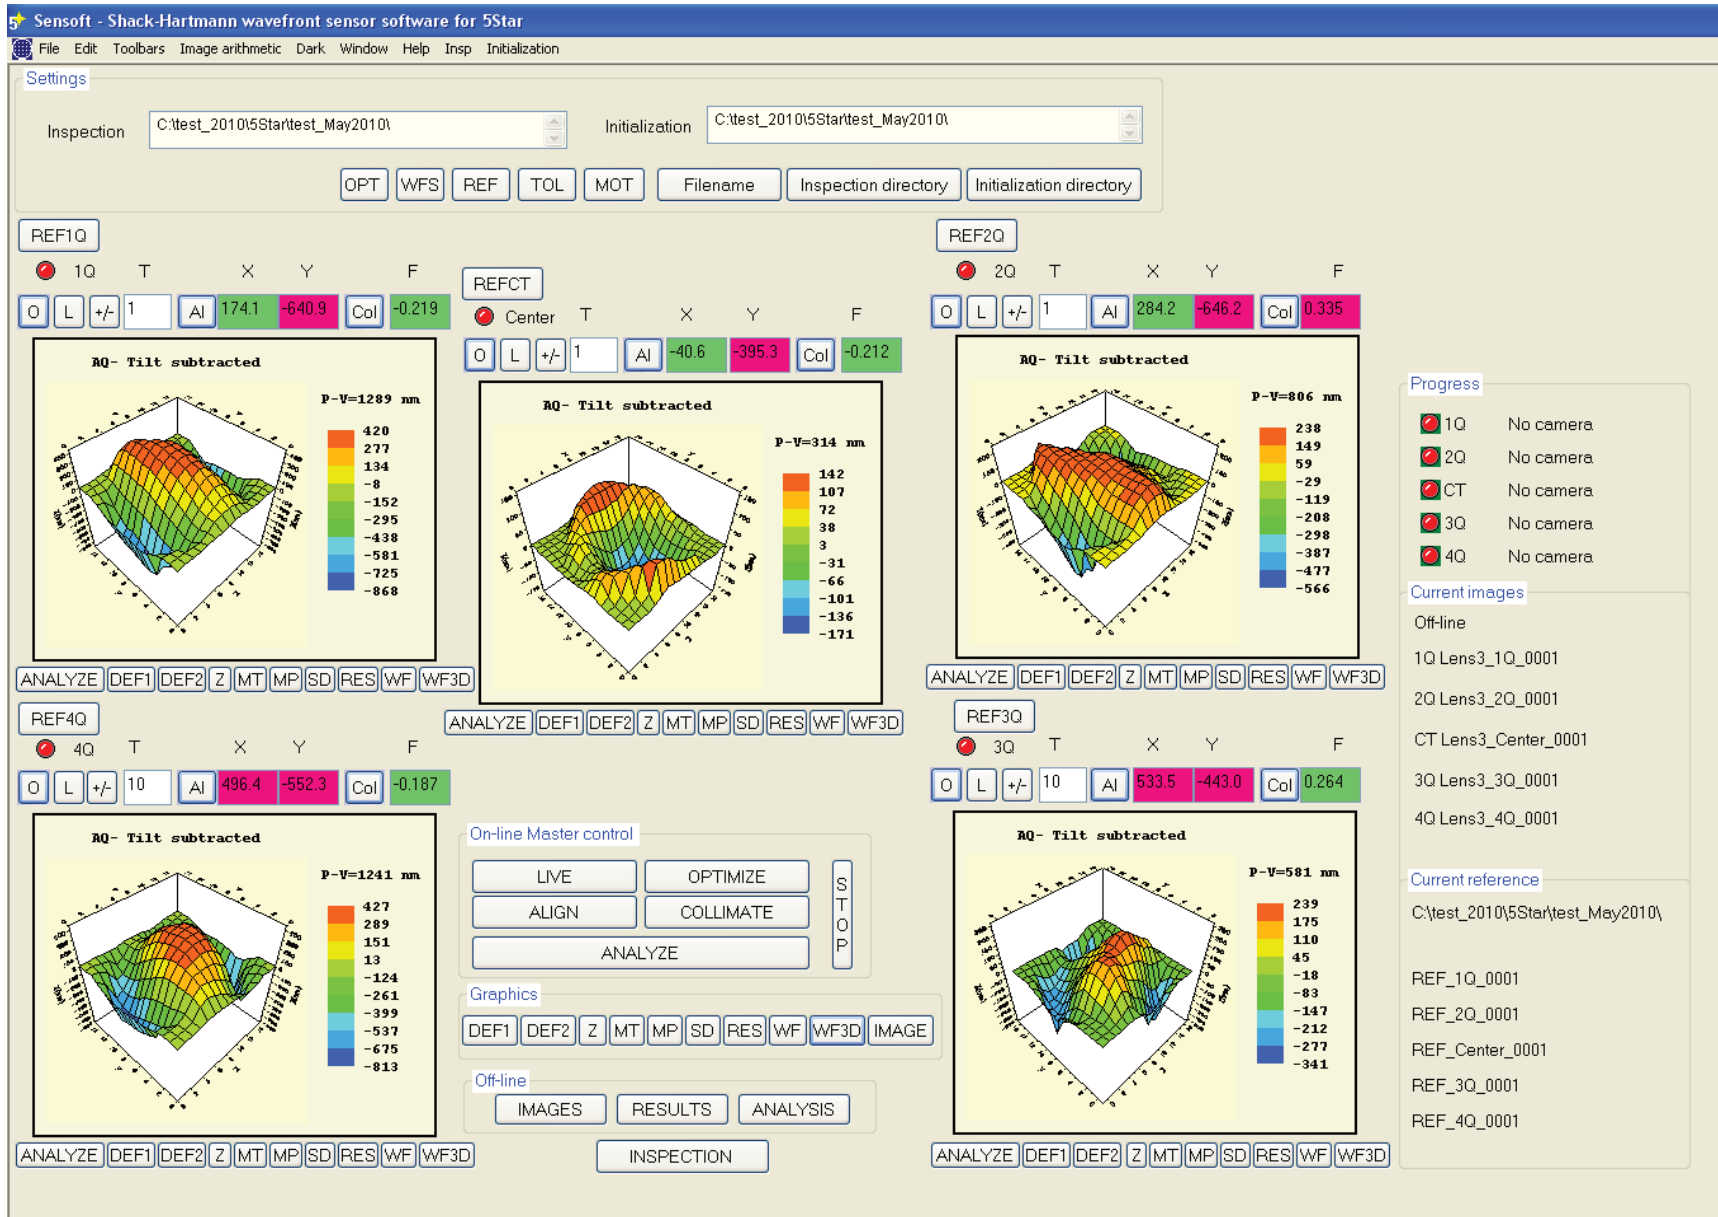 Sensoft - Shack-Hartmann wavefront sensor software for 5Star
File Edit Toolbars Image arithmetic Dark Window Help Insp Initialization
Settings
Inspection C:\test_2010\5Star\test_May2010\ Initialization C:\test_2010\5Star\test_May2010\
OPT WFS REF TOL MOT Filename Inspection directory Initialization directory
REF1Q
1Q T X Y F
O L +/- 1 Al 174.1 -640.9 Col -0.219
AQ- Tilt subtracted
P-V=1289 nm
420
277
134
-8
-152
-295
-438
-581
-725
-868
ANALYZE DEF1 DEF2 Z MT MP SD RES WF WF3D
REFCT
Center T X Y F
O L +/- 1 Al -40.6 -395.3 Col -0.212
AQ- Tilt subtracted
P-V=314 nm
142
107
72
38
3
-31
-66
-101
-136
-171
ANALYZE DEF1 DEF2 Z MT MP SD RES WF WF3D
REF2Q
2Q T X Y F
O L +/- 1 Al 284.2 -646.2 Col 0.335
AQ- Tilt subtracted
P-V=806 nm
238
149
59
-29
-119
-208
-298
-387
-477
-566
ANALYZE DEF1 DEF2 Z MT MP SD RES WF WF3D
REF4Q
4Q T X Y F
O L +/- 10 Al 496.4 -552.3 Col -0.187
AQ- Tilt subtracted
P-V=1241 nm
427
289
151
13
-124
-261
-399
-537
-675
-813
ANALYZE DEF1 DEF2 Z MT MP SD RES WF WF3D
On-line Master control
LIVE OPTIMIZE
ALIGN COLLIMATE
ANALYZE
STOP
Graphics
DEF1 DEF2 Z MT MP SD RES WF WF3D IMAGE
Off-line
IMAGES RESULTS ANALYSIS
INSPECTION
REF3Q
3Q T X Y F
O L +/- 10 Al 533.5 -443.0 Col 0.264
AQ- Tilt subtracted
P-V=581 nm
239
175
110
45
-18
-83
-147
-212
-277
-341
ANALYZE DEF1 DEF2 Z MT MP SD RES WF WF3D
Progress
1Q No camera
2Q No camera
CT No camera
3Q No camera
4Q No camera
Current images
Off-line
1Q Lens3_1Q_0001
2Q Lens3_2Q_0001
CT Lens3_Center_0001
3Q Lens3_3Q_0001
4Q Lens3_4Q_0001
Current reference
C:\test_2010\5Star\test_May2010\
REF_1Q_0001
REF_2Q_0001
REF_Center_0001
REF_3Q_0001
REF_4Q_0001